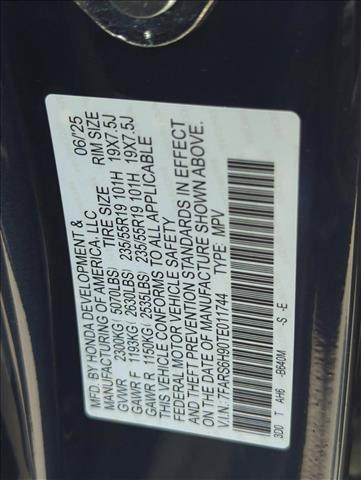 MFD. BY HONDA DEVELOPMENT & 06/'25
MANUFACTURING OF AMERICA, LLC
TIRE SIZE RIM SIZE
GVWR 2300KG( 5070LBS)
GAWR F 1193KG( 2630LBS) 235/55R19 101H 19X7.5J
GAWR R 1150KG( 2535LBS) 235/55R19 101H 19X7.5J
THIS VEHICLE CONFORMS TO ALL APPLICABLE
FEDERAL MOTOR VEHICLE SAFETY
AND THEFT PREVENTION STANDARDS IN EFFECT
ON THE DATE OF MANUFACTURE SHOWN ABOVE.
V.I.N.: 7FARS6H90TE011744 TYPE: MPV
3D0 T AH6 -B640M -S -E